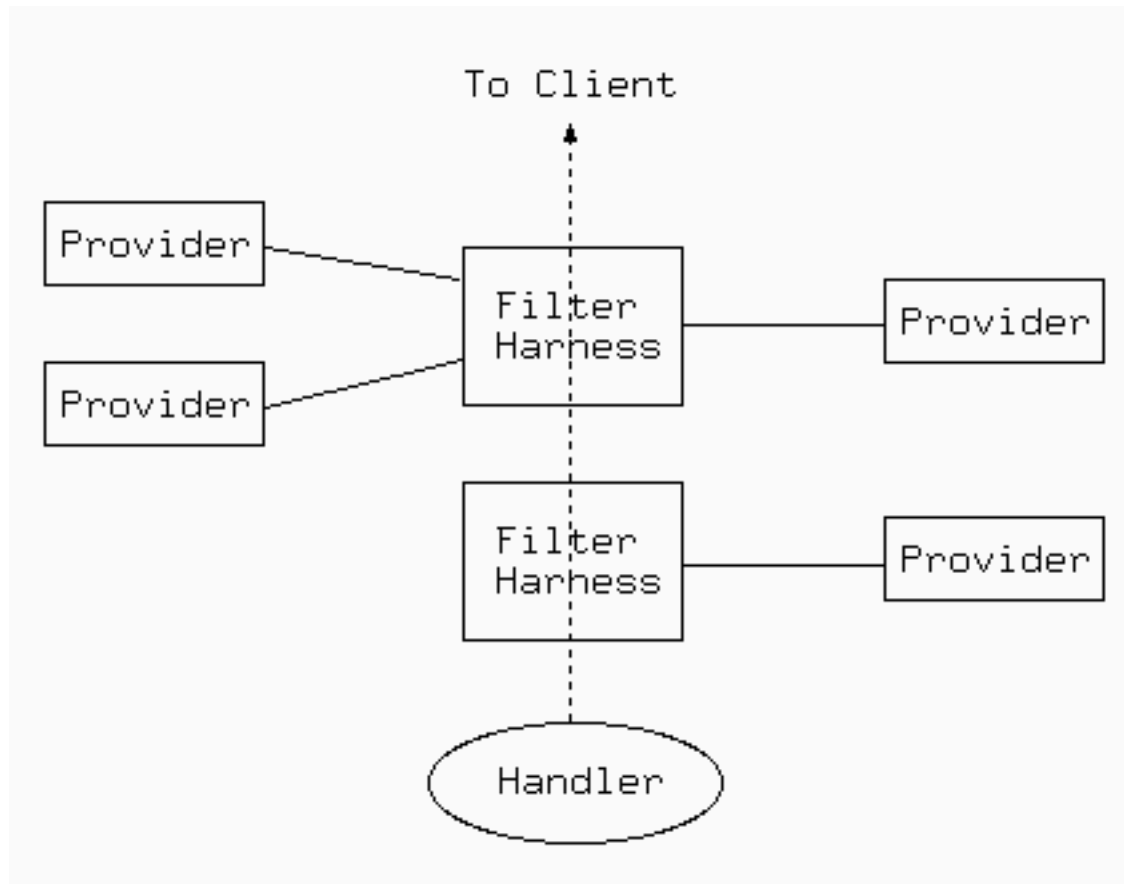 To Client
Provider
Filter
Harness
Provider
Provider
Filter
Harness
Provider
Handler